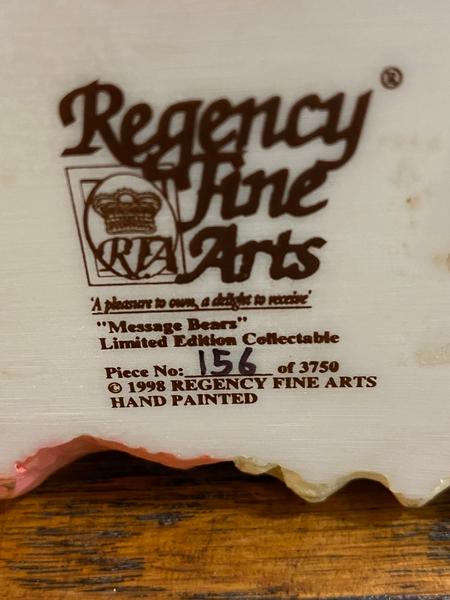 Regency®
Fine
RFA Arts
'A pleasure to own, a delight to receive'
"Message Bears"
Limited Edition Collectable
Piece No: 156 of 3750
© 1998 REGENCY FINE ARTS
HAND PAINTED